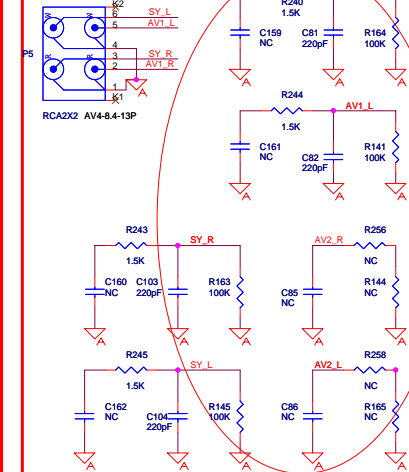 K2
6 SY_L
5 AV1_L
4
P5
3 SY_R
2 AV1_R
1
K1
W
W
R
R
A
RCA2X2 AV4-8.4-13P
R240
1.5K
C159
NC
C81
220pF
R164
100K
A
A
A
R244
1.5K
AV1_L
C161
NC
C82
220pF
R141
100K
A
A
A
R243
1.5K
SY_R
C160
NC
C103
220pF
R163
100K
A
A
A
AV2_R
R256
NC
C85
NC
R144
NC
A
A
R245
1.5K
SY_L
C162
NC
C104
220pF
R145
100K
A
A
A
AV2_L
R258
NC
C86
NC
R165
NC
A
A